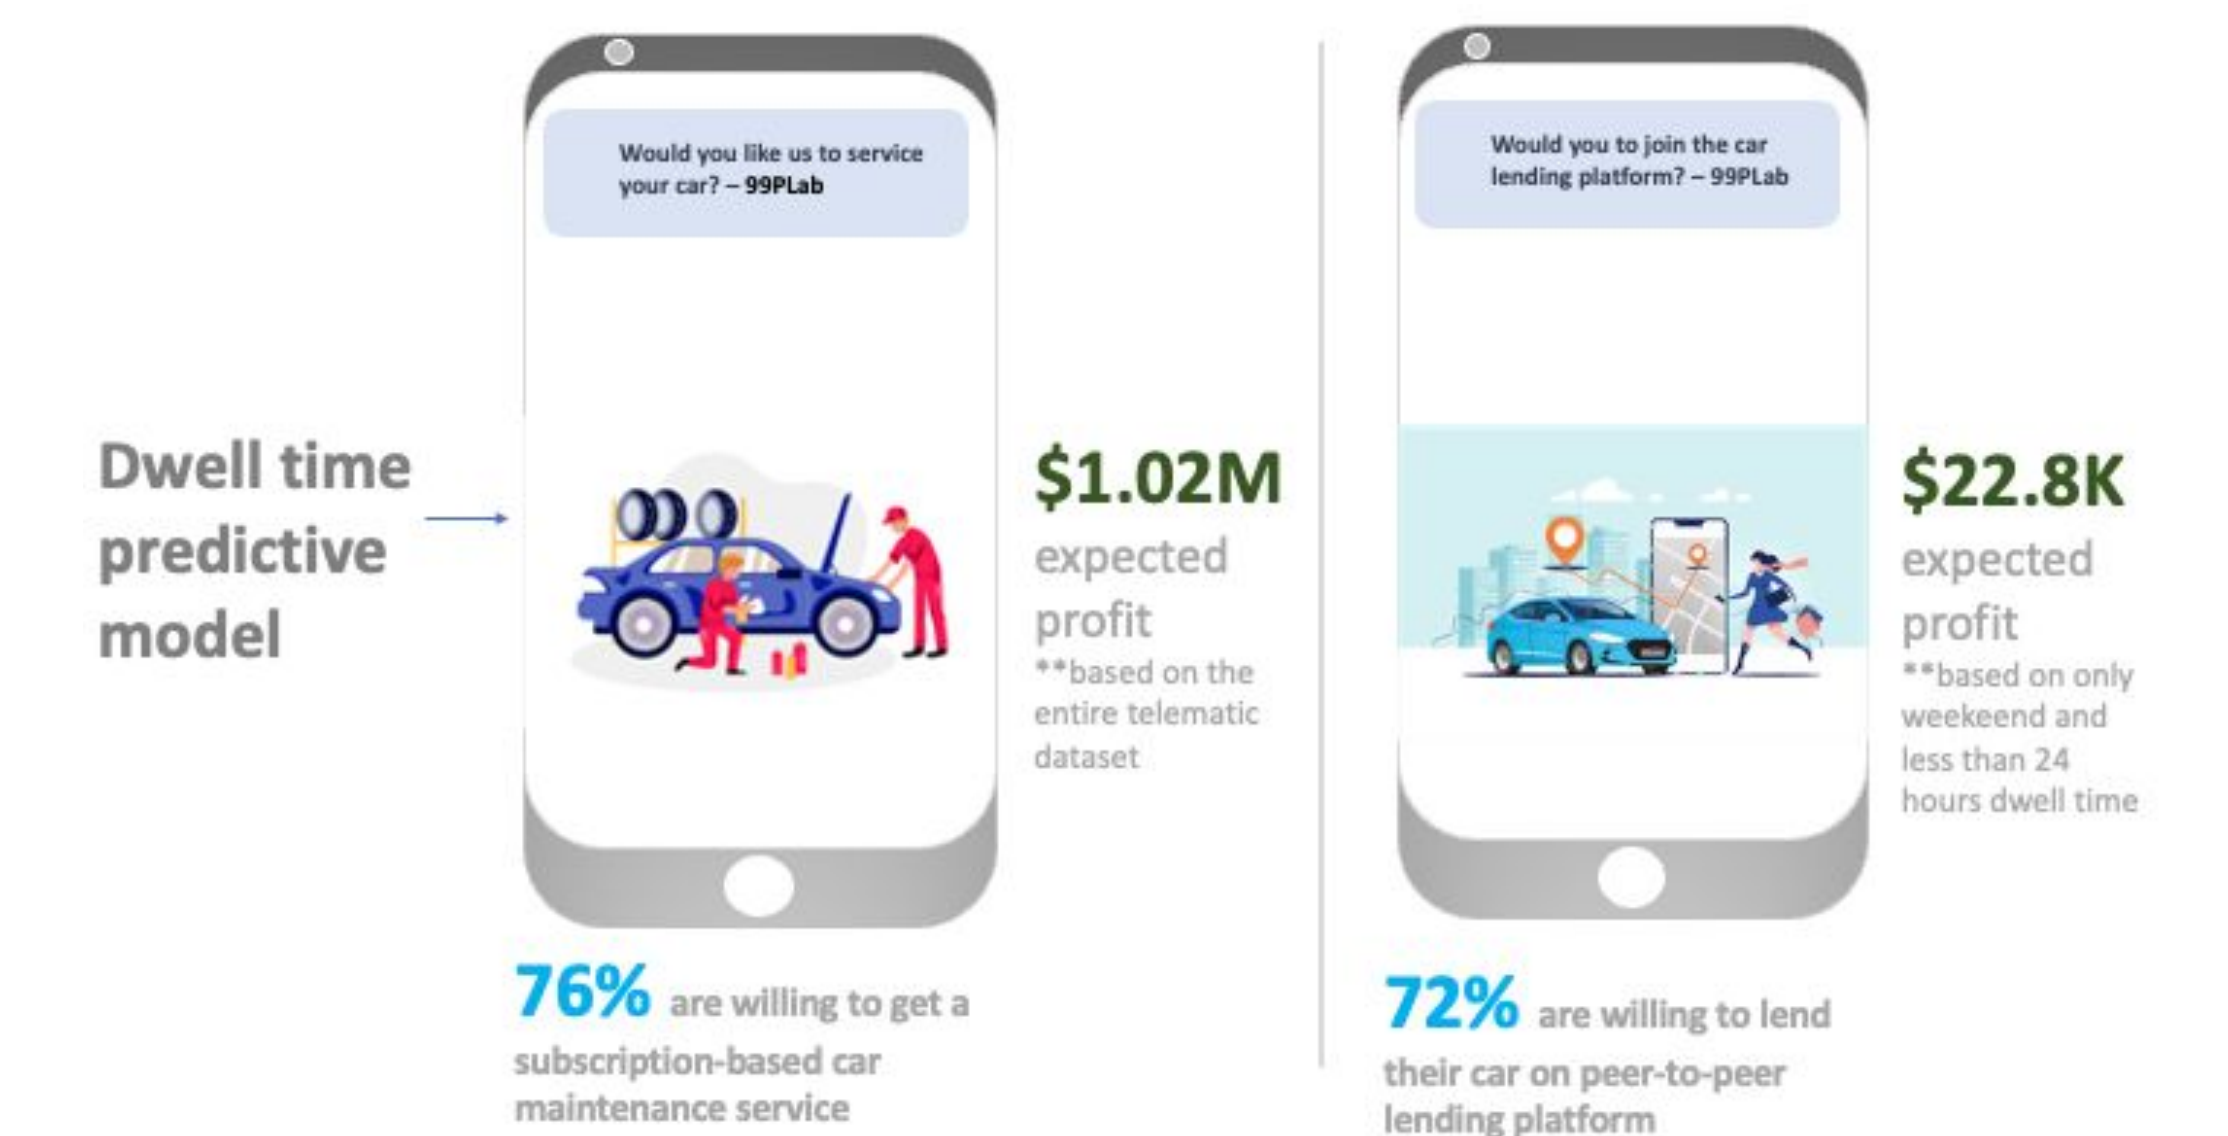 Dwell time
predictive
model
Would you like us to service
your car? – 99PLab
$1.02M
expected
profit
**based on the
entire telematic
dataset
76% are willing to get a
subscription-based car
maintenance service
Would you to join the car
lending platform? – 99PLab
$22.8K
expected
profit
**based on only
weekeend and
less than 24
hours dwell time
72% are willing to lend
their car on peer-to-peer
lending platform